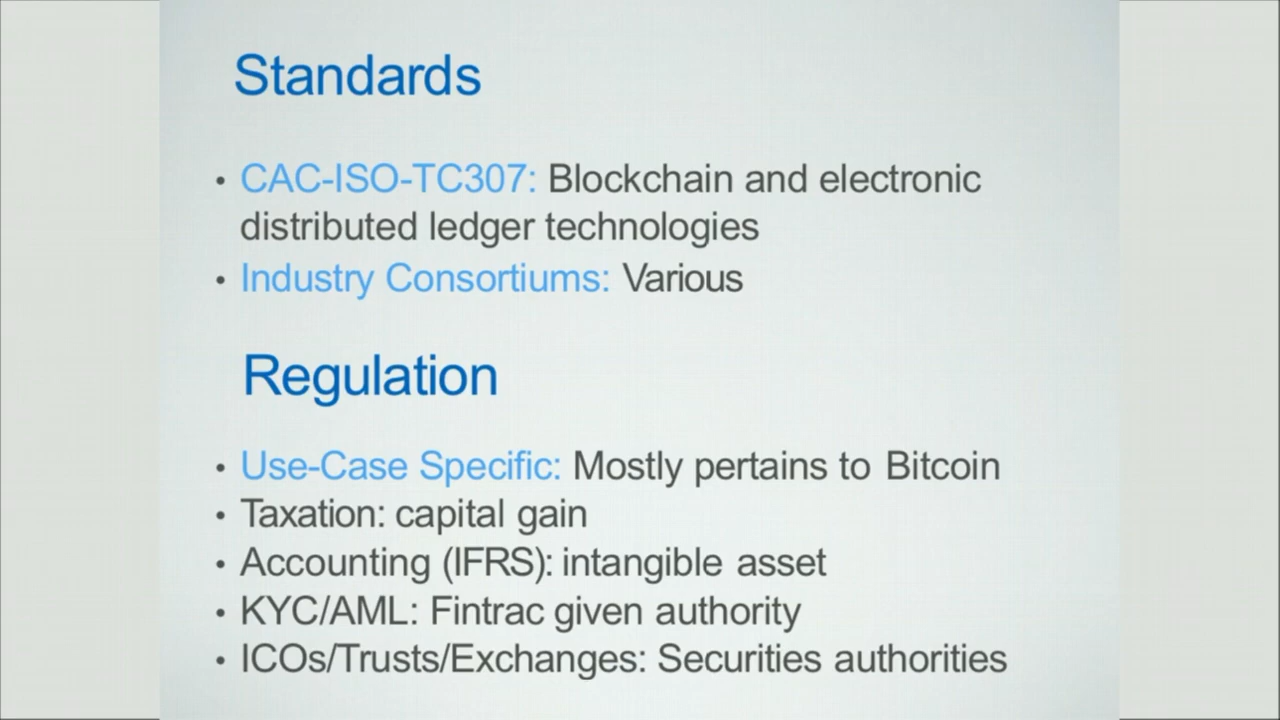 Standards
• CAC-ISO-TC307: Blockchain and electronic
distributed ledger technologies
• Industry Consortiums: Various
Regulation
• Use-Case Specific: Mostly pertains to Bitcoin
• Taxation: capital gain
• Accounting (IFRS): intangible asset
• KYC/AML: Fintrac given authority
• ICOs/Trusts/Exchanges: Securities authorities